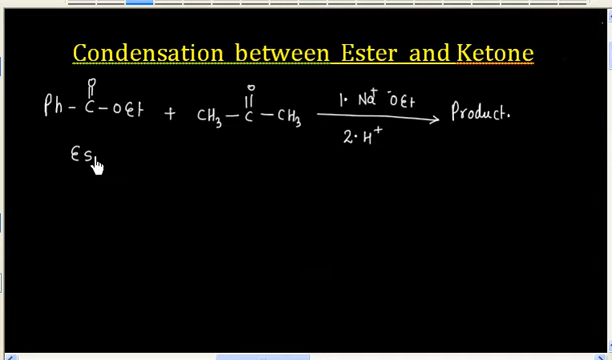 Condensation between Ester and Ketone
O O
Ph - C - OEt + CH3 - C - CH3 1. Na+ -OEt Product.
2. H+
Es